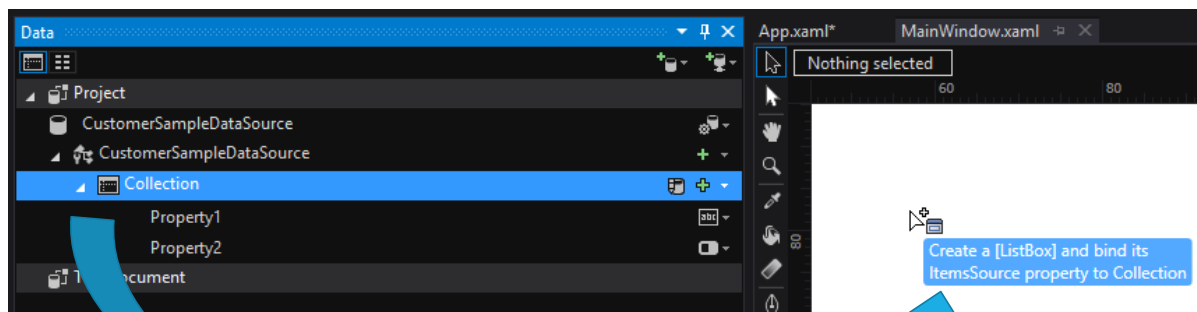 Data
App.xaml*
MainWindow.xaml
Nothing selected
60
80
Project
CustomerSampleDataSource
CustomerSampleDataSource
Collection
Property1
abc
Property2
80
Create a [ListBox] and bind its
ItemsSource property to Collection